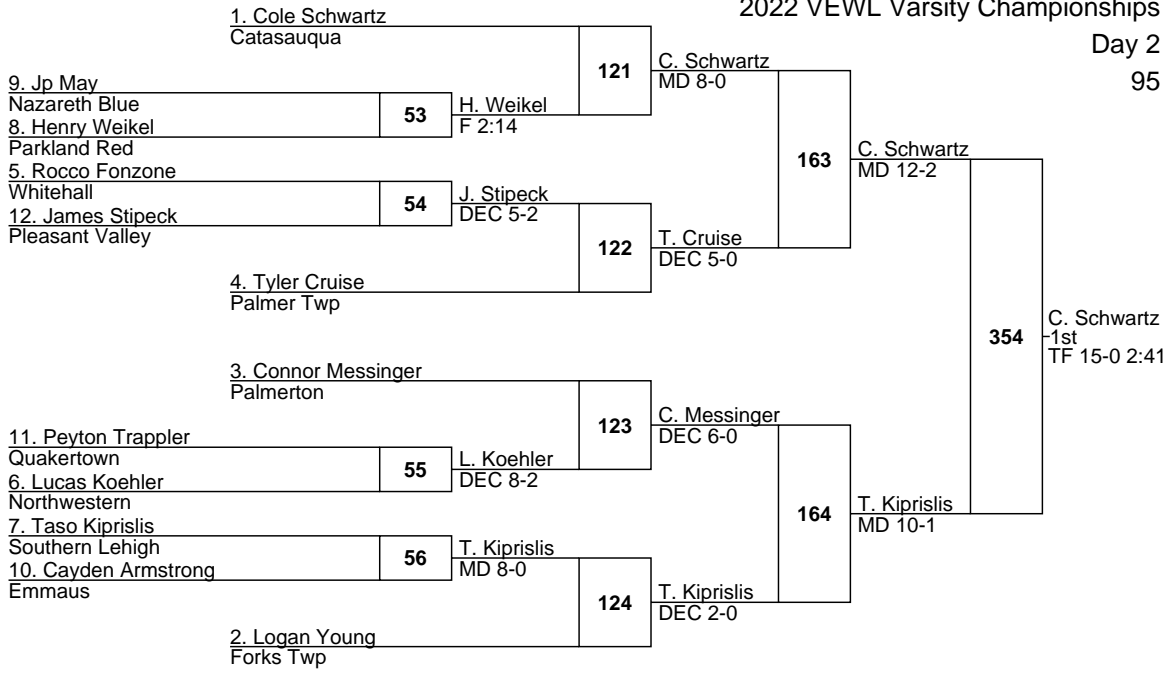 2022 VEWL Varsity Championships
Day 2
95
1. Cole Schwartz
Catasauqua
121
C. Schwartz
MD 8-0
9. Jp May
Nazareth Blue
53
H. Weikel
F 2:14
8. Henry Weikel
Parkland Red
163
C. Schwartz
MD 12-2
5. Rocco Fonzone
Whitehall
54
J. Stipeck
DEC 5-2
12. James Stipeck
Pleasant Valley
122
T. Cruise
DEC 5-0
4. Tyler Cruise
Palmer Twp
354
C. Schwartz
1st
TF 15-0 2:41
3. Connor Messinger
Palmerton
123
C. Messinger
DEC 6-0
11. Peyton Trappler
Quakertown
55
L. Koehler
DEC 8-2
6. Lucas Koehler
Northwestern
164
T. Kiprislis
MD 10-1
7. Taso Kiprislis
Southern Lehigh
56
T. Kiprislis
MD 8-0
10. Cayden Armstrong
Emmaus
124
T. Kiprislis
DEC 2-0
2. Logan Young
Forks Twp